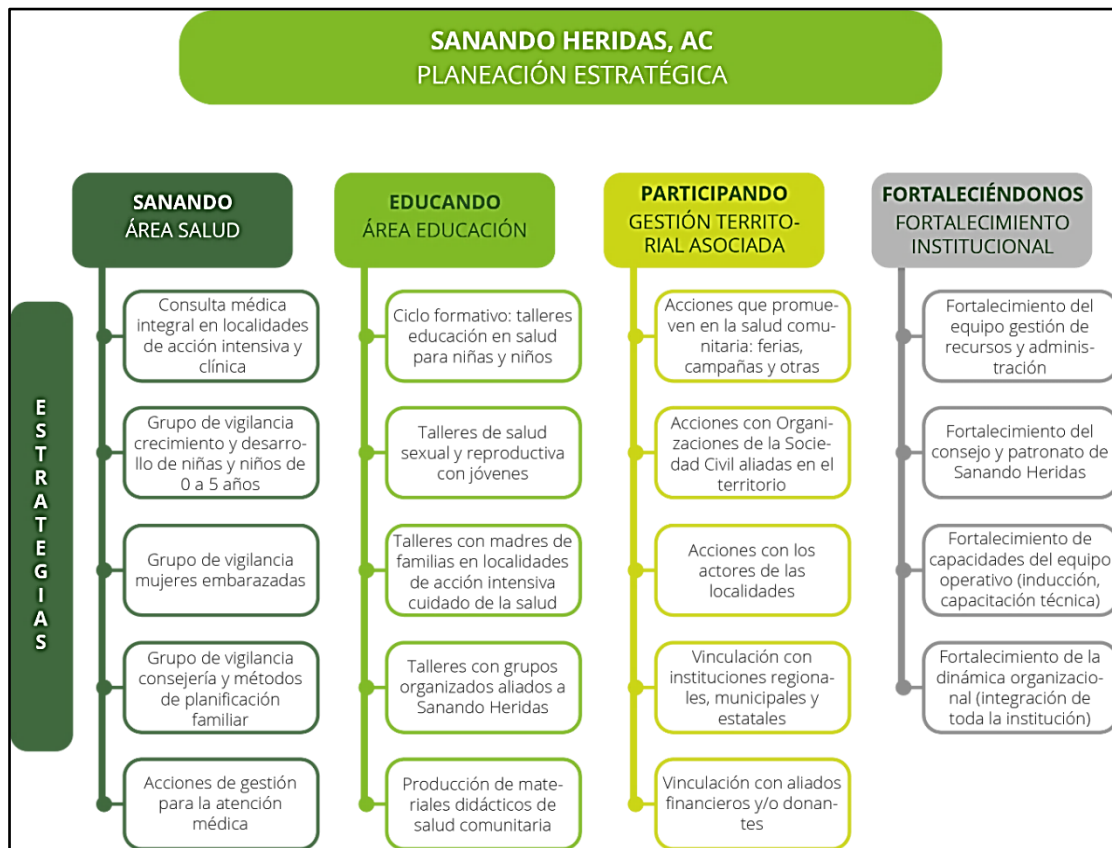 SANANDO HERIDAS, AC
PLANEACIÓN ESTRATÉGICA
ESTRATEGIAS
SANANDO
ÁREA SALUD
Consulta médica
integral en localidades
de acción intensiva y
clínica
Grupo de vigilancia
crecimiento y desarro-
llo de niñas y niños de
0 a 5 años
Grupo de vigilancia
mujeres embarazadas
Grupo de vigilancia
consejería y métodos
de planificación
familiar
Acciones de gestión
para la atención
médica
EDUCANDO
ÁREA EDUCACIÓN
Ciclo formativo: talleres
educación en salud
para niñas y niños
Talleres de salud
sexual y reproductiva
con jóvenes
Talleres con madres de
familias en localidades
de acción intensiva
cuidado de la salud
Talleres con grupos
organizados aliados a
Sanando Heridas
Producción de mate-
riales didácticos de
salud comunitaria
PARTICIPANDO
GESTIÓN TERRITO-
RIAL ASOCIADA
Acciones que promue-
ven en la salud comu-
nitaria: ferias,
campañas y otras
Acciones con Organi-
zaciones de la Socie-
dad Civil aliadas en el
territorio
Acciones con los
actores de las
localidades
Vinculación con
instituciones regiona-
les, municipales y
estatales
Vinculación con aliados
financieros y/o donan-
tes
FORTALECIÉNDONOS
FORTALECIMIENTO
INSTITUCIONAL
Fortalecimiento del
equipo gestión de
recursos y adminis-
tración
Fortalecimiento del
consejo y patronato de
Sanando Heridas
Fortalecimiento de
capacidades del equipo
operativo (inducción,
capacitación técnica)
Fortalecimiento de la
dinámica organizacio-
nal (integración de
toda la institución)